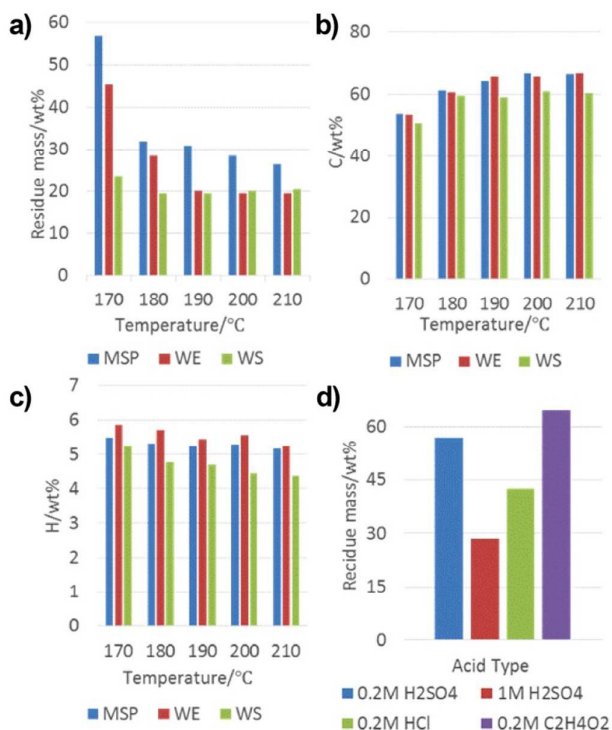 a)
Residue mass/wt%
60
50
40
30
20
10
0
170 180 190 200 210
Temperature/°C
MSP WE WS
b)
C/wt%
80
60
40
20
0
170 180 190 200 210
Temperature/°C
MSP WE WS
c)
H/wt%
7
6
5
4
3
2
1
0
170 180 190 200 210
Temperature/°C
MSP WE WS
d)
Recidue mass/wt%
60
45
30
15
0
Acid Type
0.2M H2SO4 1M H2SO4
0.2M HCl 0.2M C2H4O2